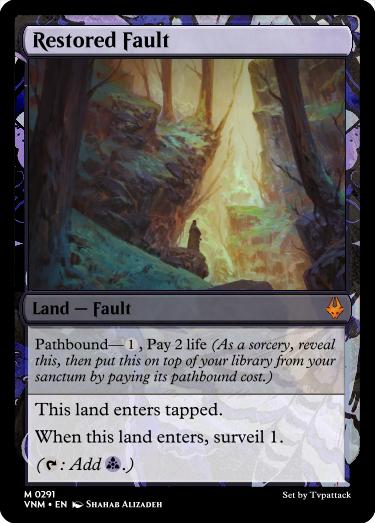 Restored Fault
Land — Fault
Pathbound— 1 , Pay 2 life (As a sorcery, reveal
this, then put this on top of your library from your
sanctum by paying its pathbound cost.)
This land enters tapped.
When this land enters, surveil 1.
( : Add .)
M 0291
VNM • EN Shahab Alizadeh
Set by Tvpattack